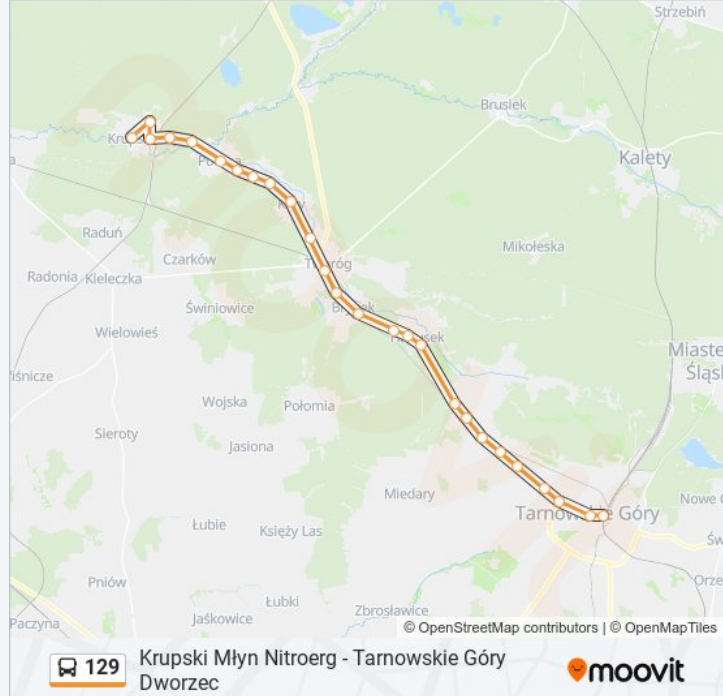 Strzebiń
Brusiek
Kalety
Raduń
Mikołeska
Czarków
Radonia Kieleczka
Świniowice
Wielowieś
Miaste
Śląs
Wojska
Połomia
Sieroty
Jasiona
Miedary
Nowe
Tarnowskie Góry
Łubie
Księży Las
Pniów
Orze
Łubki
Zbrosławice
Jaśkowice
Paczyna
© OpenStreetMap contributors | © OpenMapTiles
129
Krupski Młyn Nitroerg - Tarnowskie Góry
Dworzec
moovit